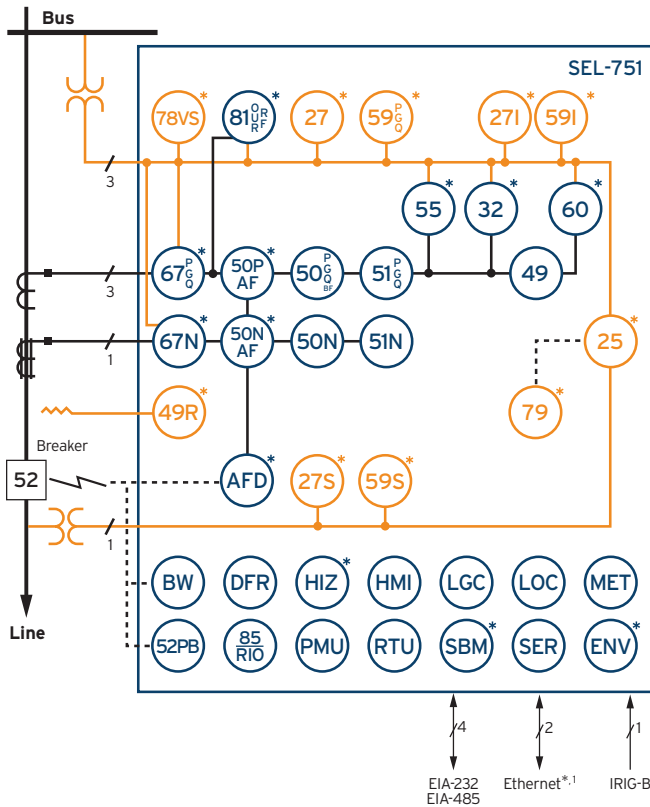 Bus
SEL-751
78VS*
81 O U R F R*
27*
59 P G Q*
27I*
59I*
3
55*
32*
60*
67 P G Q*
50P AF*
50 P G Q BF
51 P G Q
49
3
67N*
50N AF*
50N
51N
25*
1
49R*
79*
Breaker
52
AFD*
27S*
59S*
1
BW
DFR
HIZ*
HMI
LGC
LOC
MET
Line
52PB
85
RIO
PMU
RTU
SBM*
SER
ENV*
4
2
1
EIA-232
EIA-485
Ethernet*,1
IRIG-B